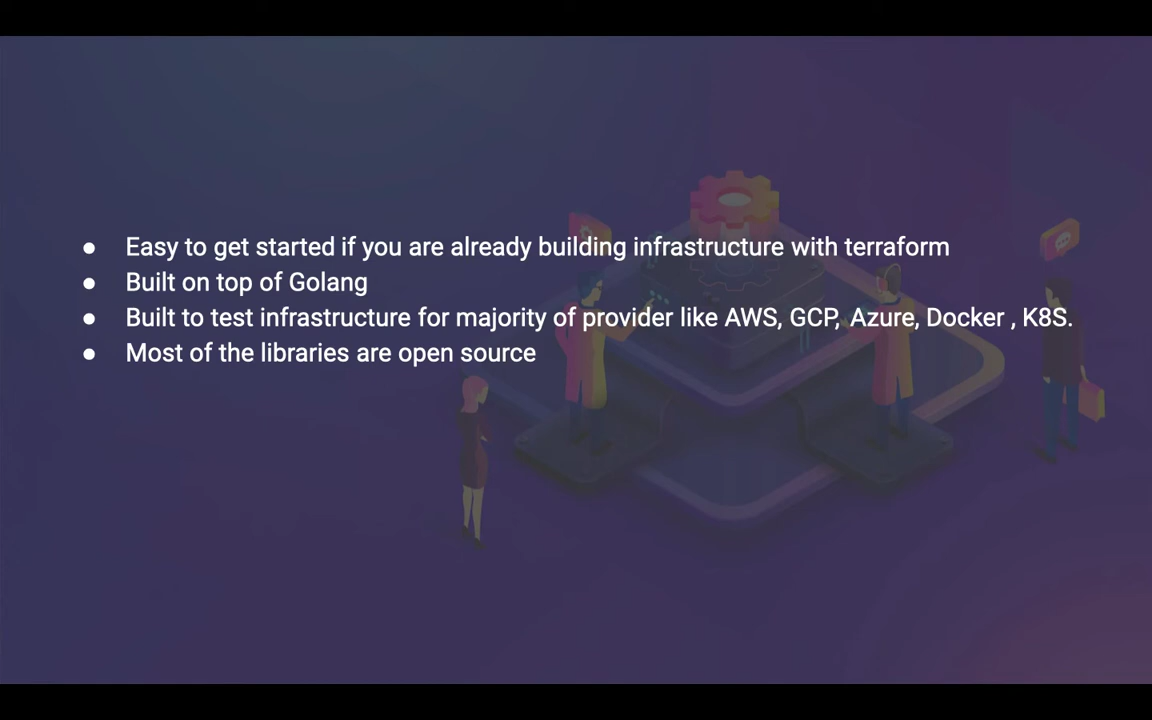 ● Easy to get started if you are already building infrastructure with terraform
● Built on top of Golang
● Built to test infrastructure for majority of provider like AWS, GCP, Azure, Docker , K8S.
● Most of the libraries are open source